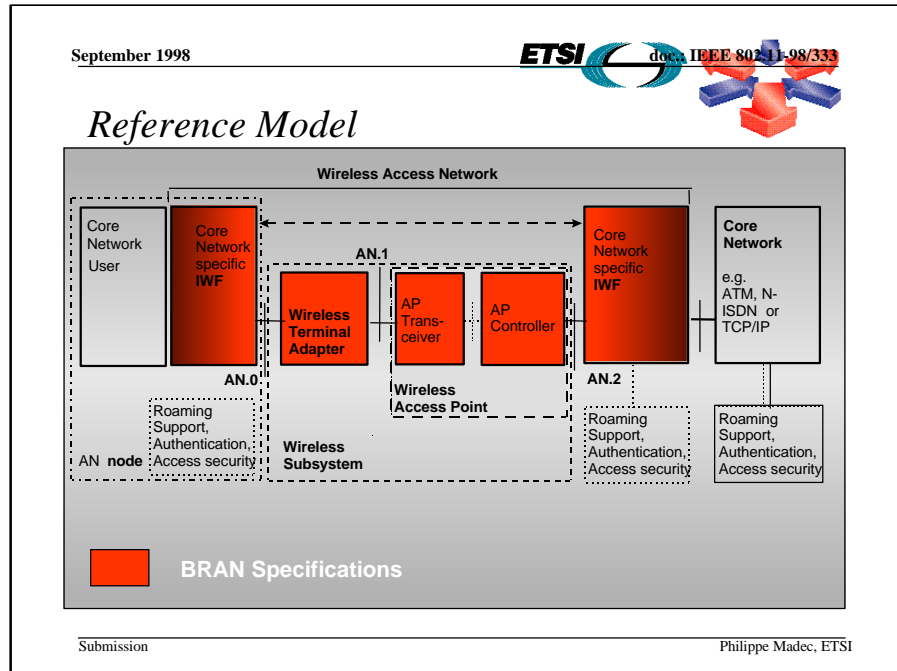 September 1998
ETSI
doc.: IEEE 802.11-98/333
Reference Model
Wireless Access Network
Core
Network
User
Core
Network
specific
IWF
AN.1
Wireless
Terminal
Adapter
AP
Trans-
ceiver
AP
Controller
Core
Network
specific
IWF
Core
Network
e.g.
ATM, N-
ISDN or
TCP/IP
AN.0
AN.2
Wireless
Access Point
Wireless
Subsystem
AN node
Roaming
Support,
Authentication,
Access security
Roaming
Support,
Authentication,
Access security
Roaming
Support,
Authentication,
Access security
BRAN Specifications
Submission
Philippe Madec, ETSI